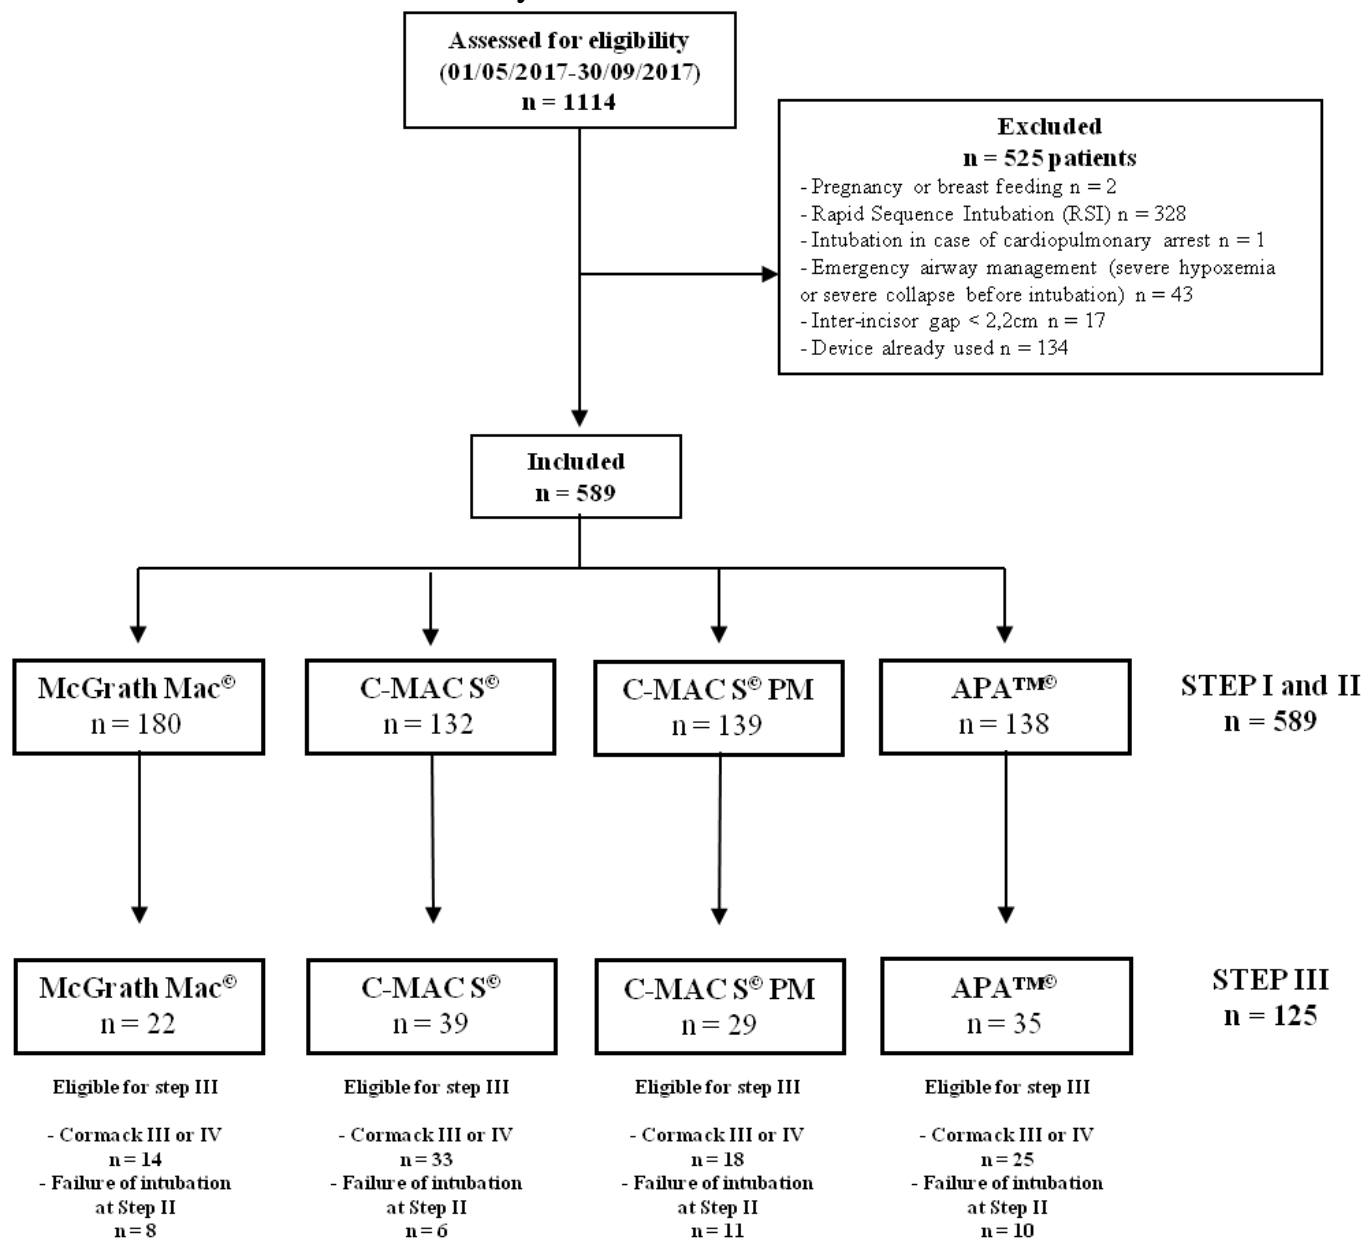 Assessed for eligibility
(01/05/2017-30/09/2017)
n = 1114
Excluded
n = 525 patients
- Pregnancy or breast feeding n = 2
- Rapid Sequence Intubation (RSI) n = 328
- Intubation in case of cardiopulmonary arrest n = 1
- Emergency airway management (severe hypoxemia
or severe collapse before intubation) n = 43
- Inter-incisor gap < 2,2cm n = 17
- Device already used n = 134
Included
n = 589
McGrath Mac©
n = 180
C-MAC S©
n = 132
C-MAC S© PM
n = 139
APA™©
n = 138
STEP I and II
n = 589
McGrath Mac©
n = 22
C-MAC S©
n = 39
C-MAC S© PM
n = 29
APA™©
n = 35
STEP III
n = 125
Eligible for step III
- Cormack III or IV
n = 14
- Failure of intubation
at Step II
n = 8
Eligible for step III
- Cormack III or IV
n = 33
- Failure of intubation
at Step II
n = 6
Eligible for step III
- Cormack III or IV
n = 18
- Failure of intubation
at Step II
n = 11
Eligible for step III
- Cormack III or IV
n = 25
- Failure of intubation
at Step II
n = 10